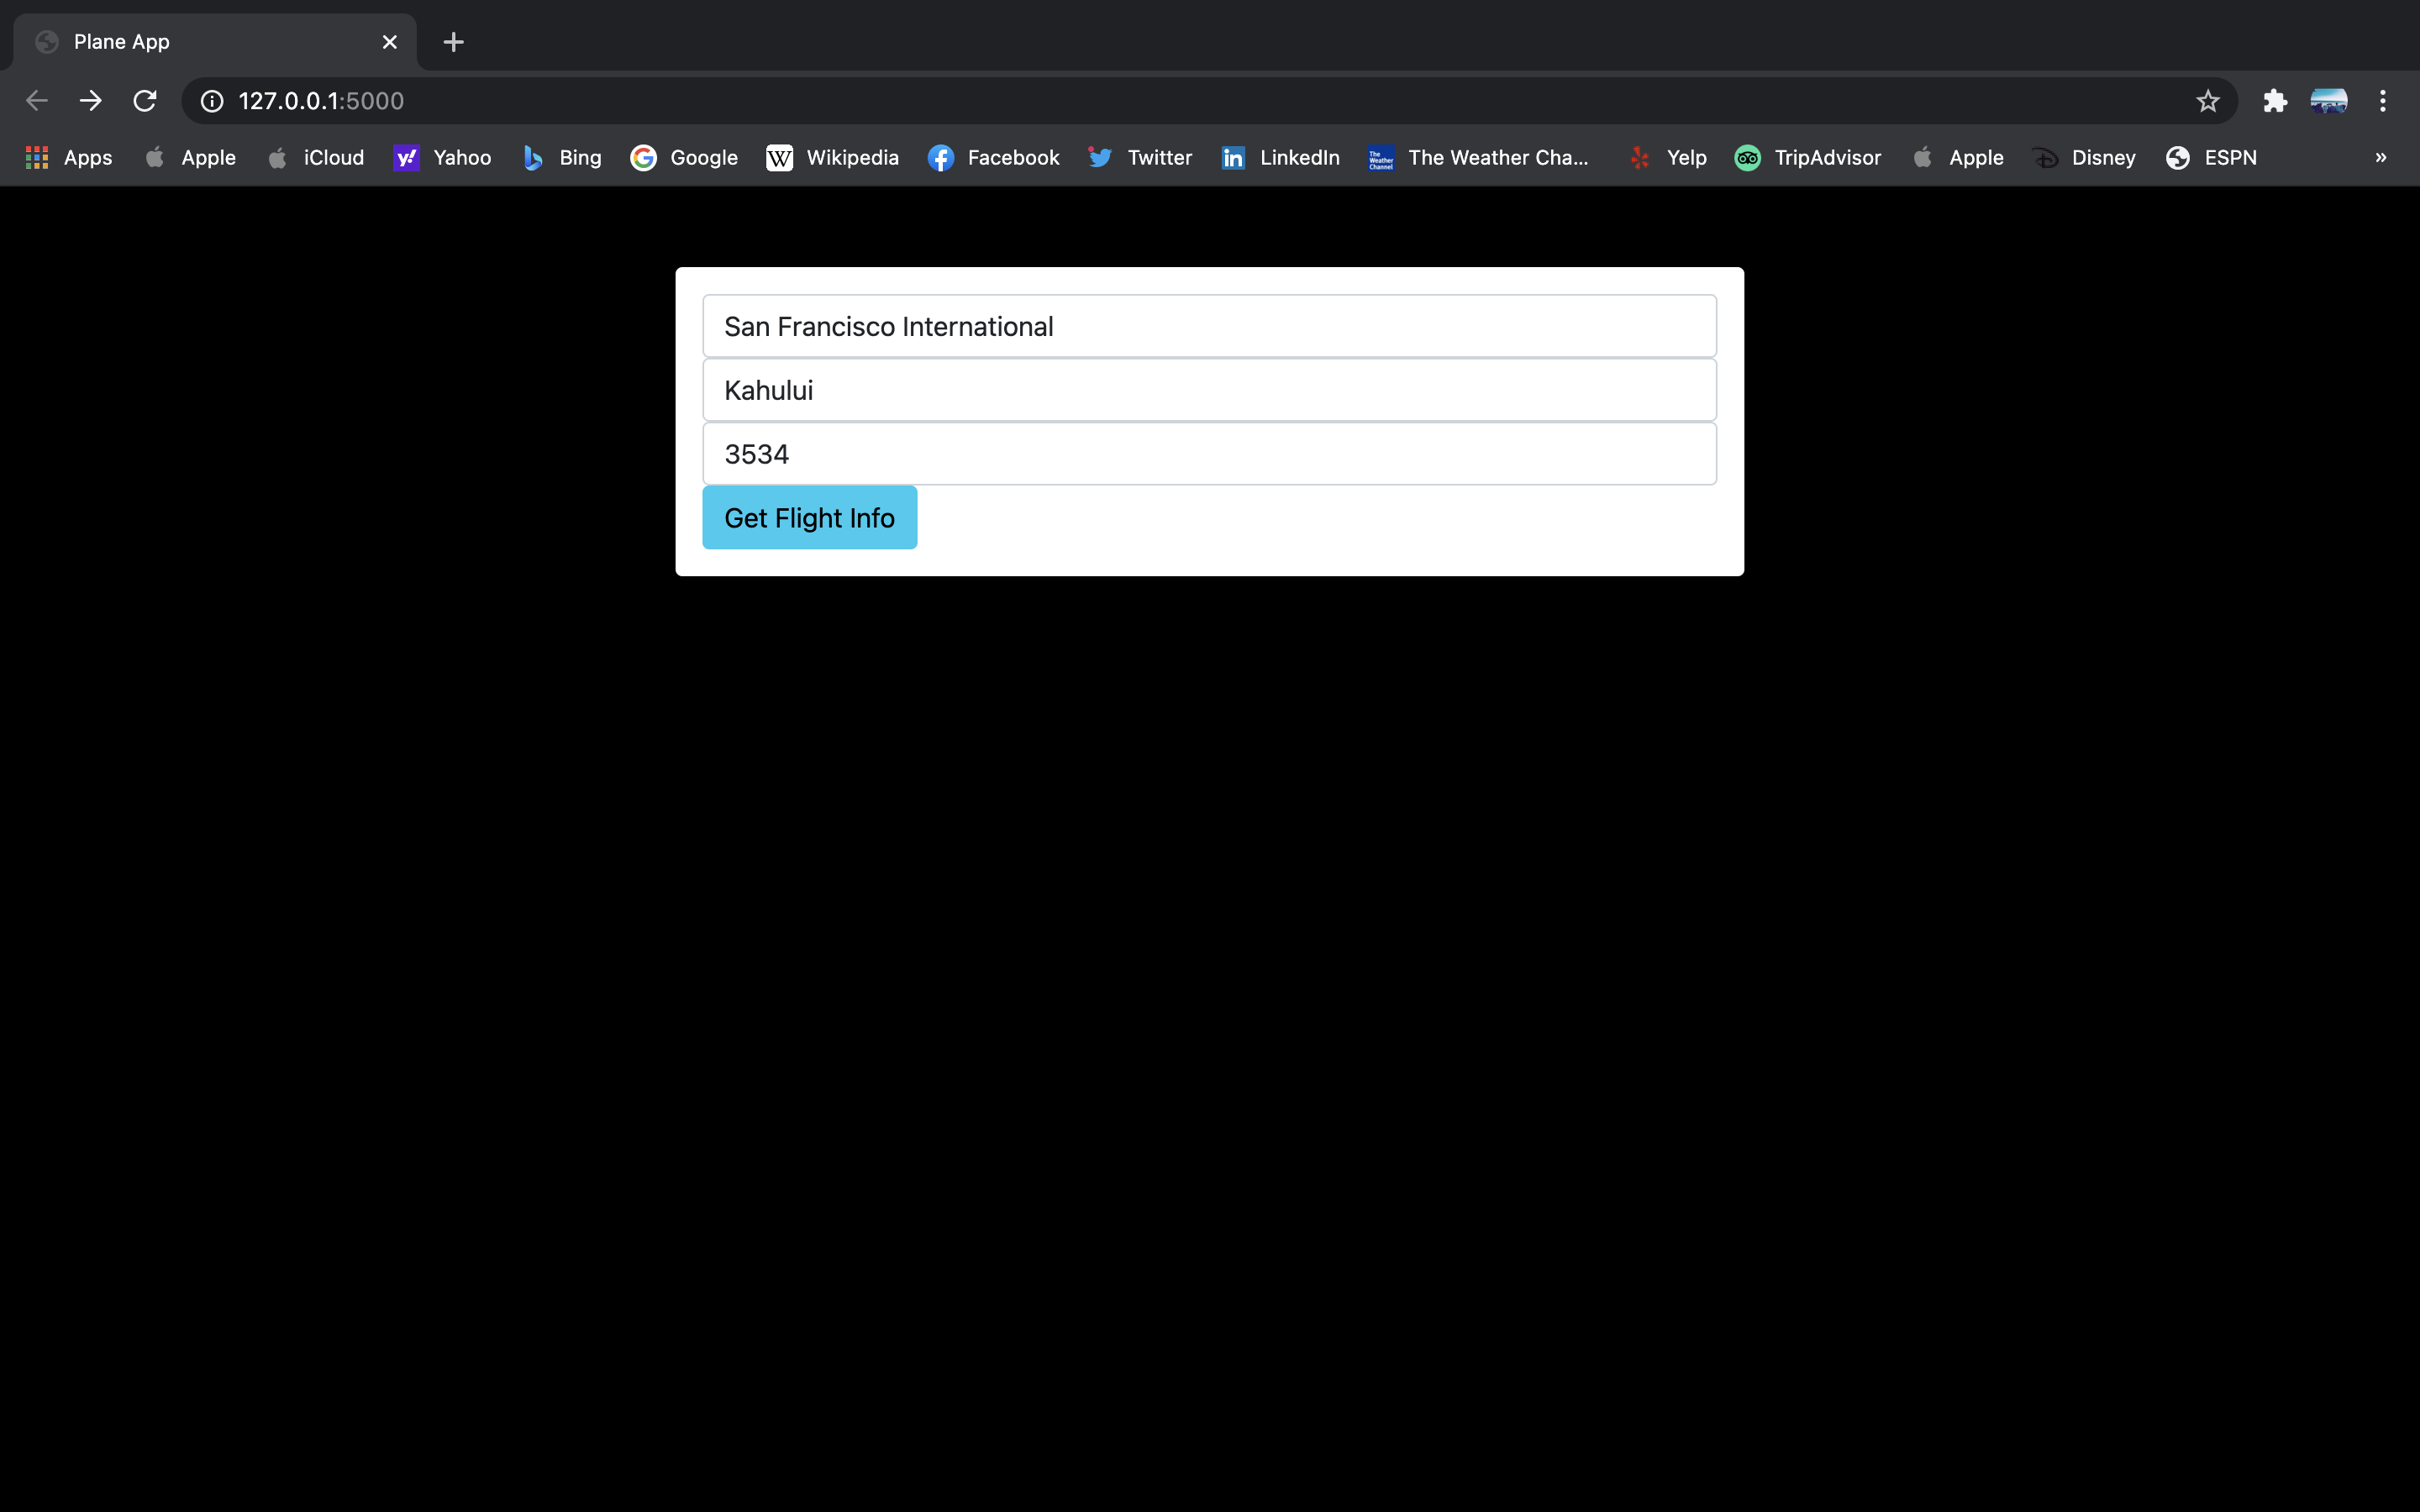 Plane App
127.0.0.1:5000
Apps Apple iCloud Yahoo Bing Google Wikipedia Facebook Twitter LinkedIn The Weather Cha... Yelp TripAdvisor Apple Disney ESPN »
San Francisco International
Kahului
3534
Get Flight Info